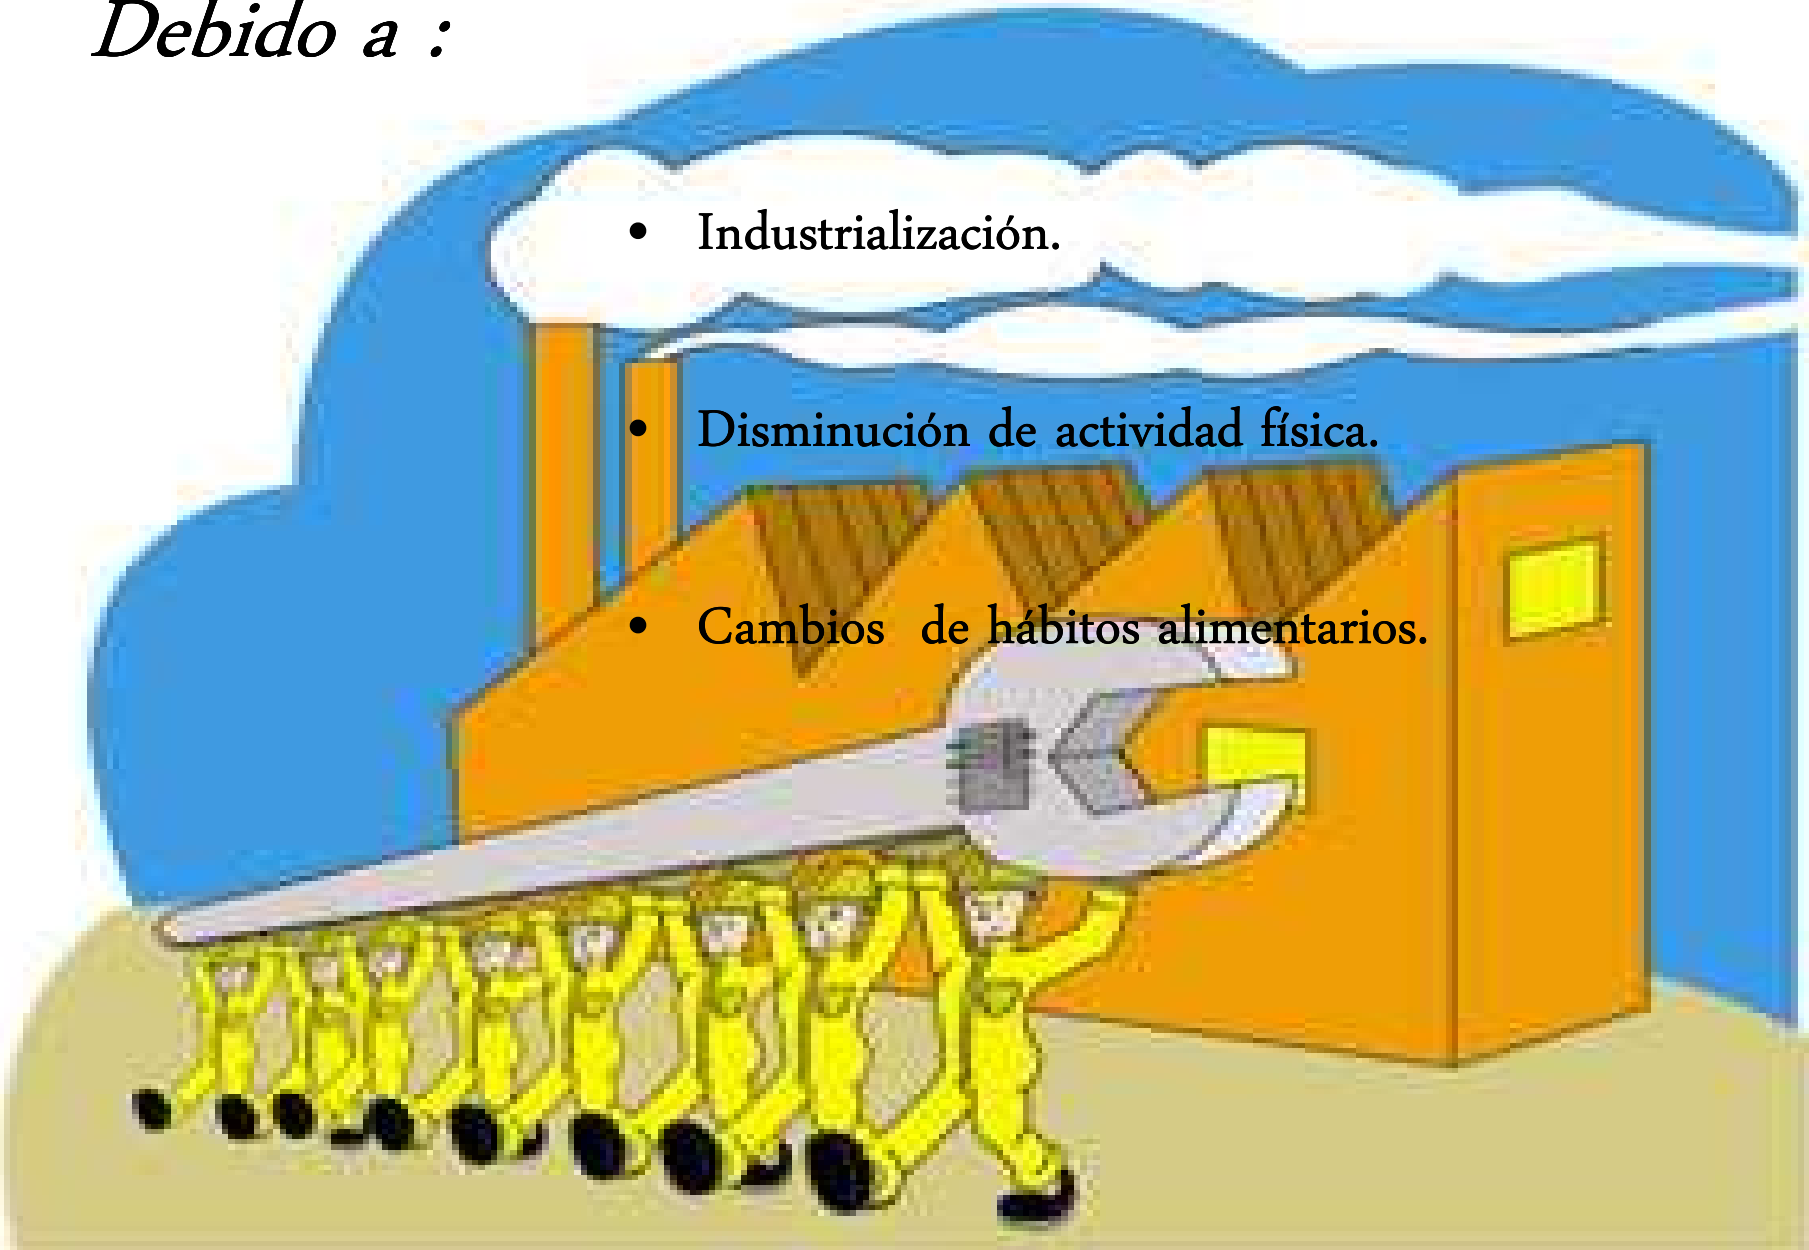 Debido a :
• Industrialización.
• Disminución de actividad física.
• Cambios de hábitos alimentarios.